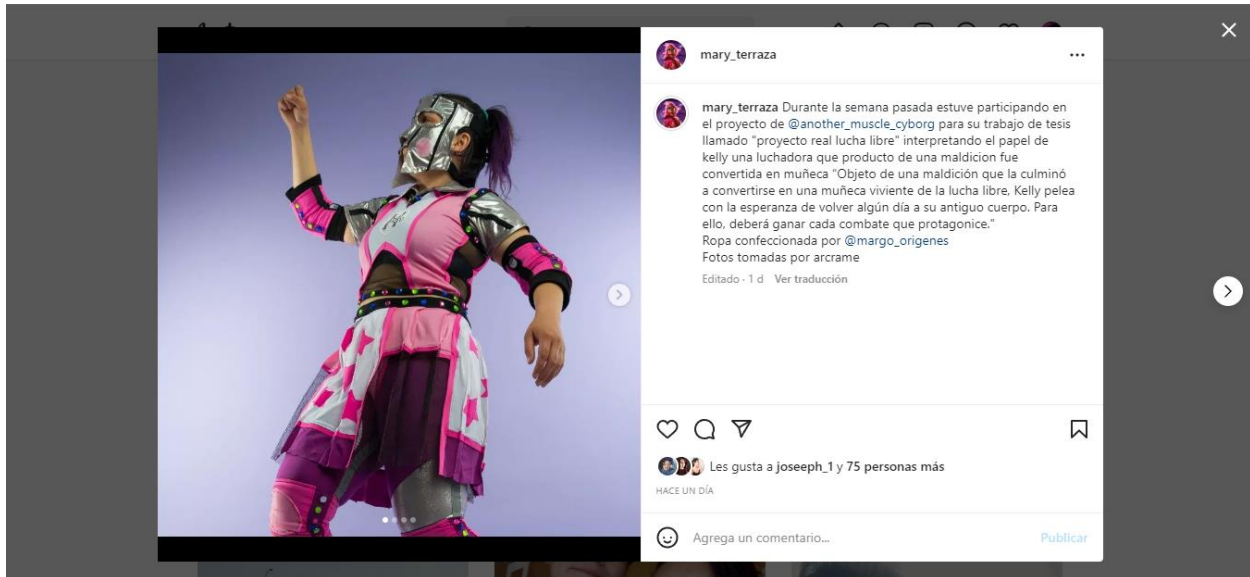 mary_terraza
mary_terraza Durante la semana pasada estuve participando en
el proyecto de @another_muscle_cyborg para su trabajo de tesis
llamado "proyecto real lucha libre" interpretando el papel de
kelly una luchadora que producto de una maldicion fue
convertida en muñeca "Objeto de una maldición que la culminó
a convertirse en una muñeca viviente de la lucha libre, Kelly pelea
con la esperanza de volver algún día a su antiguo cuerpo. Para
ello, deberá ganar cada combate que protagonice."
Ropa confeccionada por @margo_origenes
Fotos tomadas por arcrame
Editado · 1 d Ver traducción
Les gusta a joseeph_1 y 75 personas más
HACE UN DÍA
Agrega un comentario... Publicar